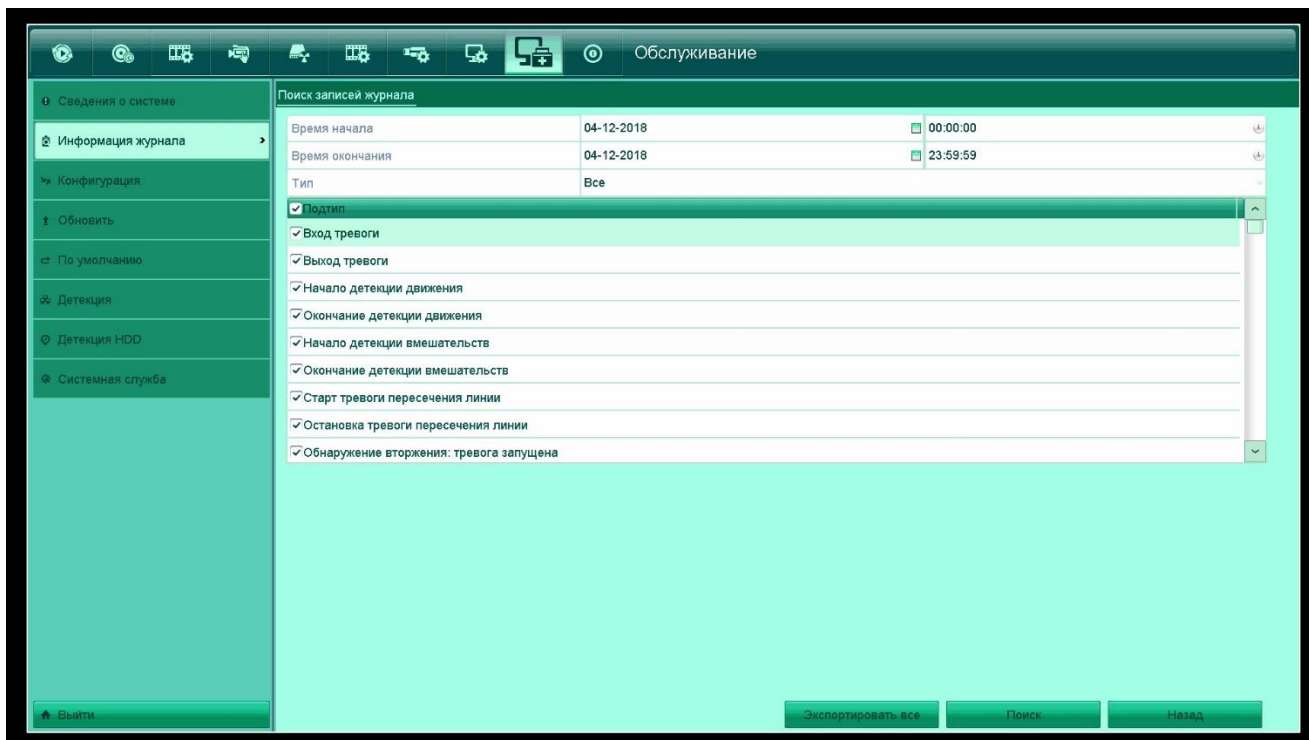 Обслуживание
Сведения о системе
Информация журнала
Конфигурация
Обновить
По умолчанию
Детекция
Детекция HDD
Системная служба
Выйти
Поиск записей журнала
Время начала 04-12-2018 00:00:00
Время окончания 04-12-2018 23:59:59
Тип Все
Подтип
Вход тревоги
Выход тревоги
Начало детекции движения
Окончание детекции движения
Начало детекции вмешательств
Окончание детекции вмешательств
Старт тревоги пересечения линии
Остановка тревоги пересечения линии
Обнаружение вторжения: тревога запущена
Экспортировать все Поиск Назад